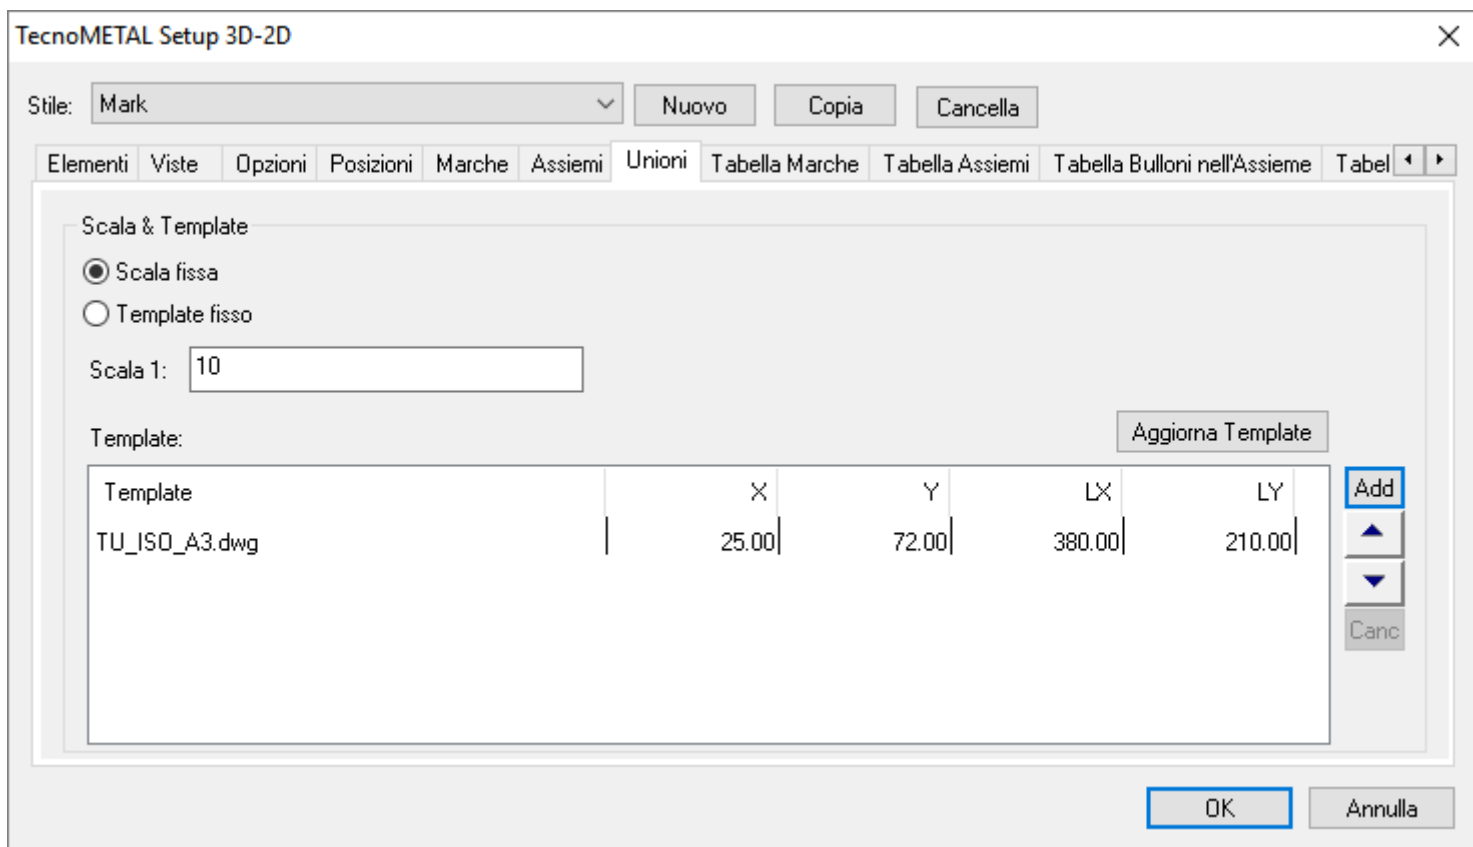 TecnoMETAL Setup 3D-2D
Stile: Mark Nuovo Copia Cancella
Elementi Viste Opzioni Posizioni Marche Assiemi Unioni Tabella Marche Tabella Assiemi Tabella Bulloni nell'Assieme Tabel
Scala & Template
Scala fissa
Template fisso
Scala 1: 10
Template: Aggiorna Template
Template X Y LX LY Add
TU_ISO_A3.dwg 25.00 72.00 380.00 210.00
Canc
OK Annulla